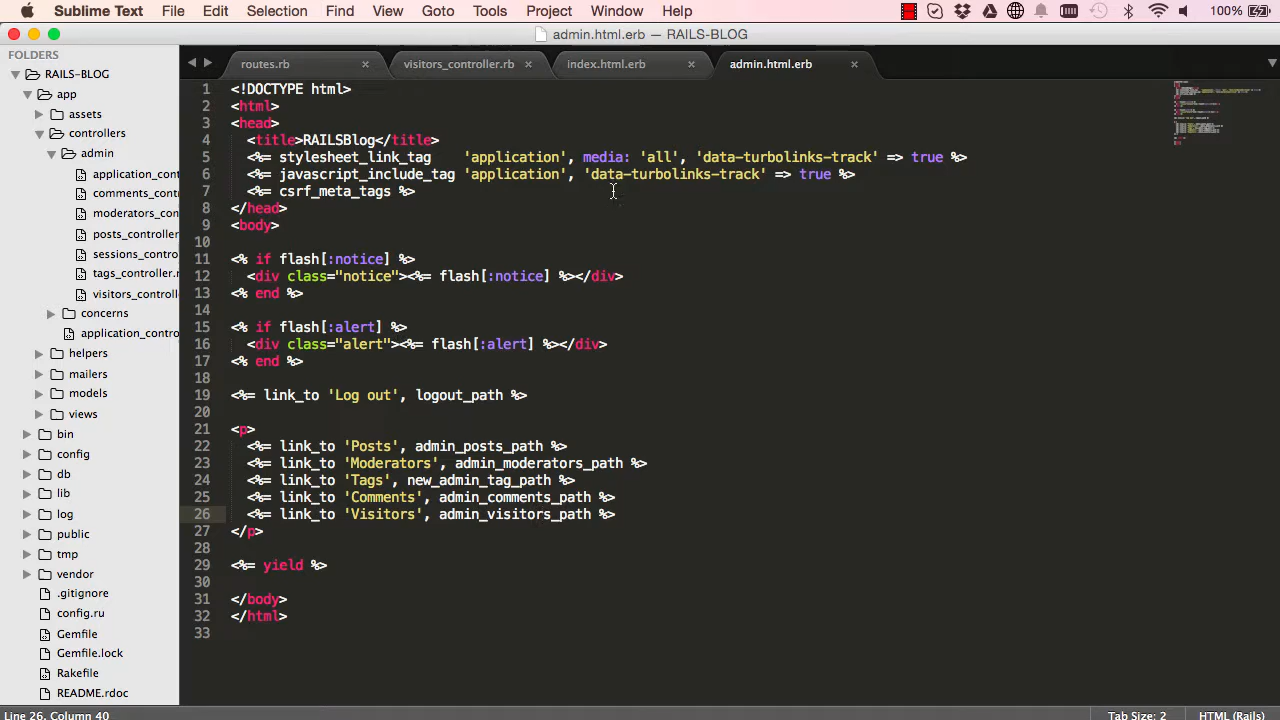 Sublime Text File Edit Selection Find View Goto Tools Project Window Help 100%
admin.html.erb — RAILS-BLOG
FOLDERS
RAILS-BLOG
app
assets
controllers
admin
application_cont
comments_contr
moderators_cont
posts_controller
sessions_contro
tags_controller.r
visitors_controll
concerns
application_contro
helpers
mailers
models
views
bin
config
db
lib
log
public
tmp
vendor
.gitignore
config.ru
Gemfile
Gemfile.lock
Rakefile
README.rdoc
routes.rb visitors_controller.rb index.html.erb admin.html.erb
1 <!DOCTYPE html>
2 <html>
3 <head>
4 <title>RAILSBlog</title>
5 <%= stylesheet_link_tag 'application', media: 'all', 'data-turbolinks-track' => true %>
6 <%= javascript_include_tag 'application', 'data-turbolinks-track' => true %>
7 <%= csrf_meta_tags %>
8 </head>
9 <body>
10
11 <% if flash[:notice] %>
12 <div class="notice"><%= flash[:notice] %></div>
13 <% end %>
14
15 <% if flash[:alert] %>
16 <div class="alert"><%= flash[:alert] %></div>
17 <% end %>
18
19 <%= link_to 'Log out', logout_path %>
20
21 <p>
22 <%= link_to 'Posts', admin_posts_path %>
23 <%= link_to 'Moderators', admin_moderators_path %>
24 <%= link_to 'Tags', new_admin_tag_path %>
25 <%= link_to 'Comments', admin_comments_path %>
26 <%= link_to 'Visitors', admin_visitors_path %>
27 </p>
28
29 <%= yield %>
30
31 </body>
32 </html>
33
Line 26, Column 40 Tab Size: 2 HTML (Rails)